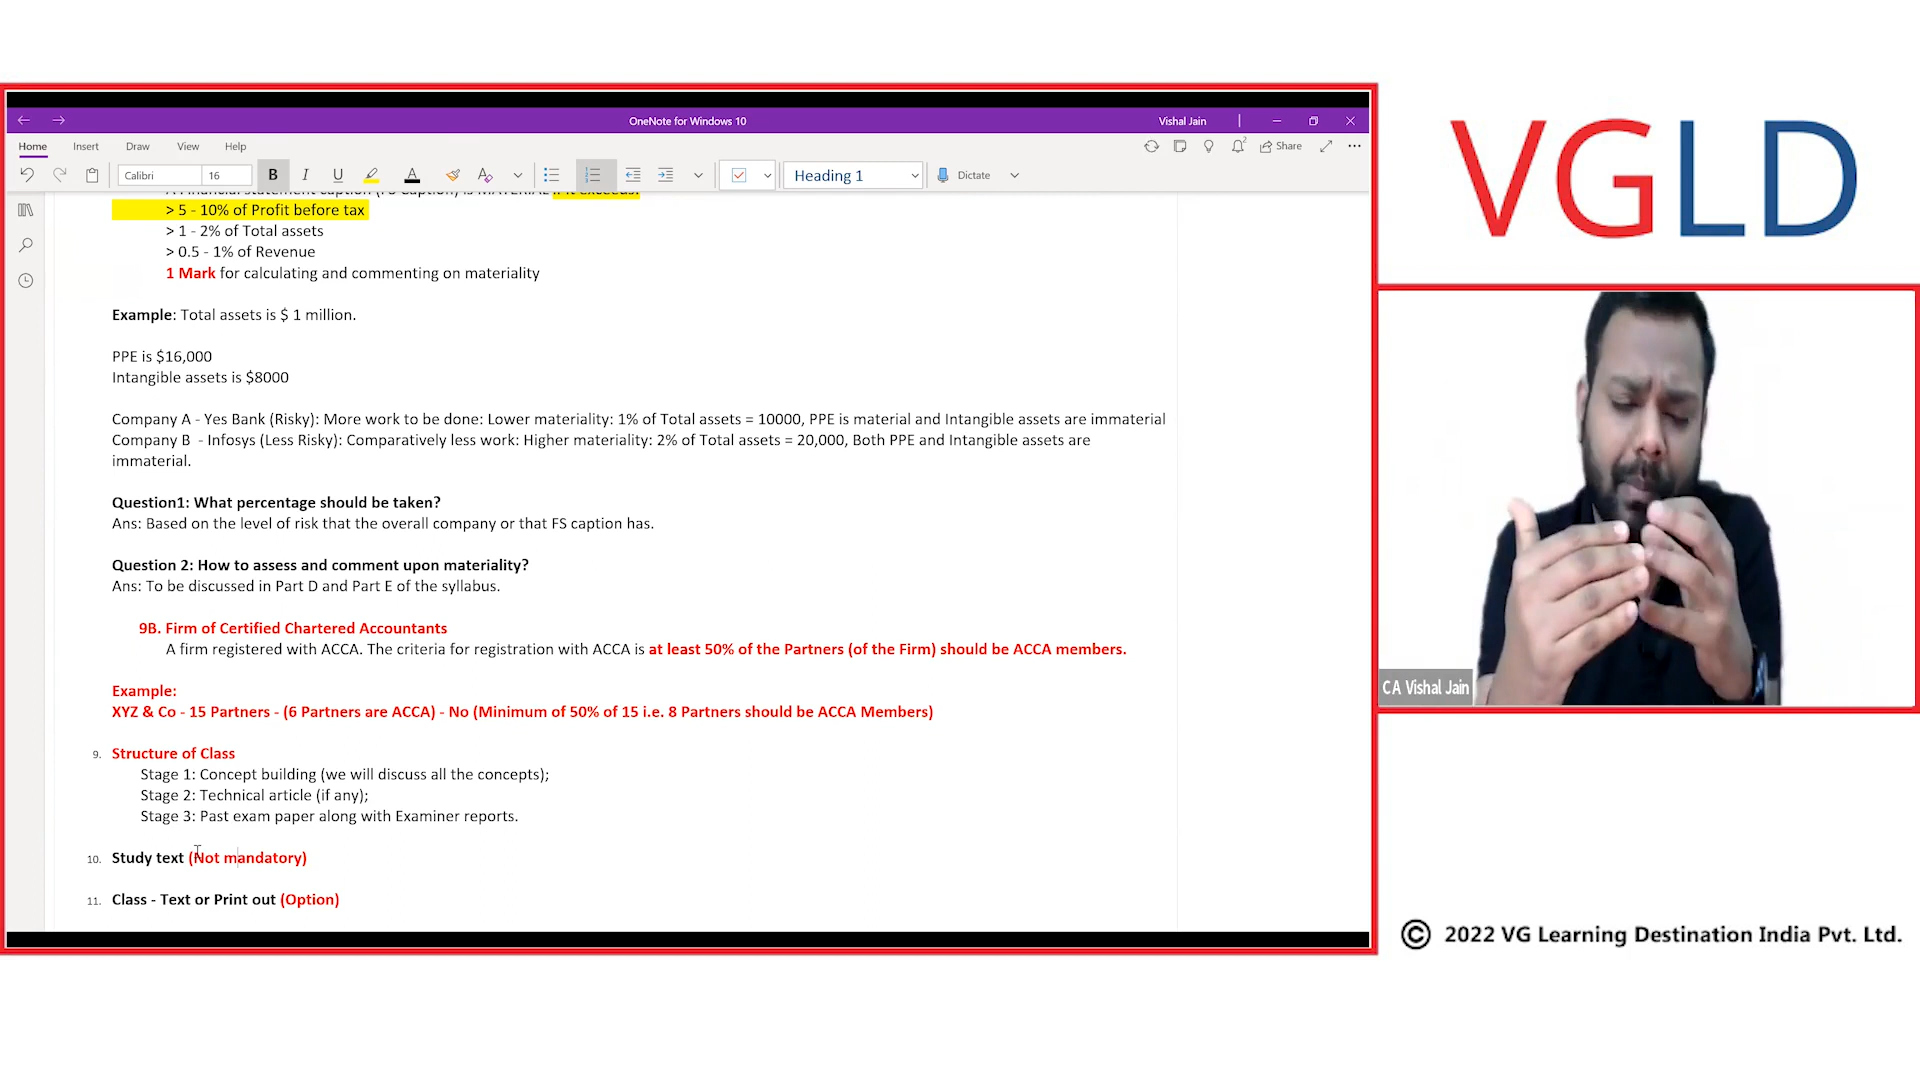 OneNote for Windows 10
Vishal Jain
Home Insert Draw View Help
Share
Calibri 16 B I U A Heading 1 Dictate
A Financial statement caption (FS Caption) is MATERIAL if it exceeds:
> 5 - 10% of Profit before tax
> 1 - 2% of Total assets
> 0.5 - 1% of Revenue
1 Mark for calculating and commenting on materiality
Example: Total assets is $ 1 million.
PPE is $16,000
Intangible assets is $8000
Company A - Yes Bank (Risky): More work to be done: Lower materiality: 1% of Total assets = 10000, PPE is material and Intangible assets are immaterial
Company B - Infosys (Less Risky): Comparatively less work: Higher materiality: 2% of Total assets = 20,000, Both PPE and Intangible assets are
immaterial.
Question1: What percentage should be taken?
Ans: Based on the level of risk that the overall company or that FS caption has.
Question 2: How to assess and comment upon materiality?
Ans: To be discussed in Part D and Part E of the syllabus.
9B. Firm of Certified Chartered Accountants
A firm registered with ACCA. The criteria for registration with ACCA is at least 50% of the Partners (of the Firm) should be ACCA members.
Example:
XYZ & Co - 15 Partners - (6 Partners are ACCA) - No (Minimum of 50% of 15 i.e. 8 Partners should be ACCA Members)
9. Structure of Class
Stage 1: Concept building (we will discuss all the concepts);
Stage 2: Technical article (if any);
Stage 3: Past exam paper along with Examiner reports.
10. Study text (Not mandatory)
11. Class - Text or Print out (Option)
VGLD
CA Vishal Jain
© 2022 VG Learning Destination India Pvt. Ltd.